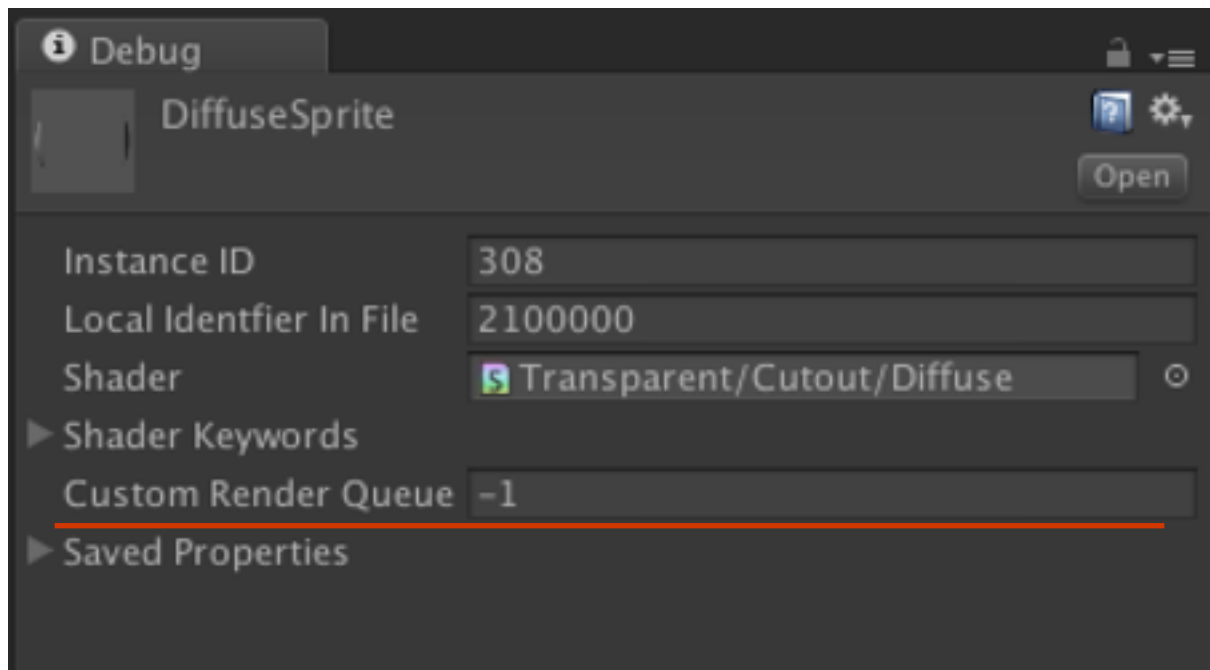 Debug
DiffuseSprite
Open
Instance ID 308
Local Identfier In File 2100000
Shader Transparent/Cutout/Diffuse
Shader Keywords
Custom Render Queue -1
Saved Properties